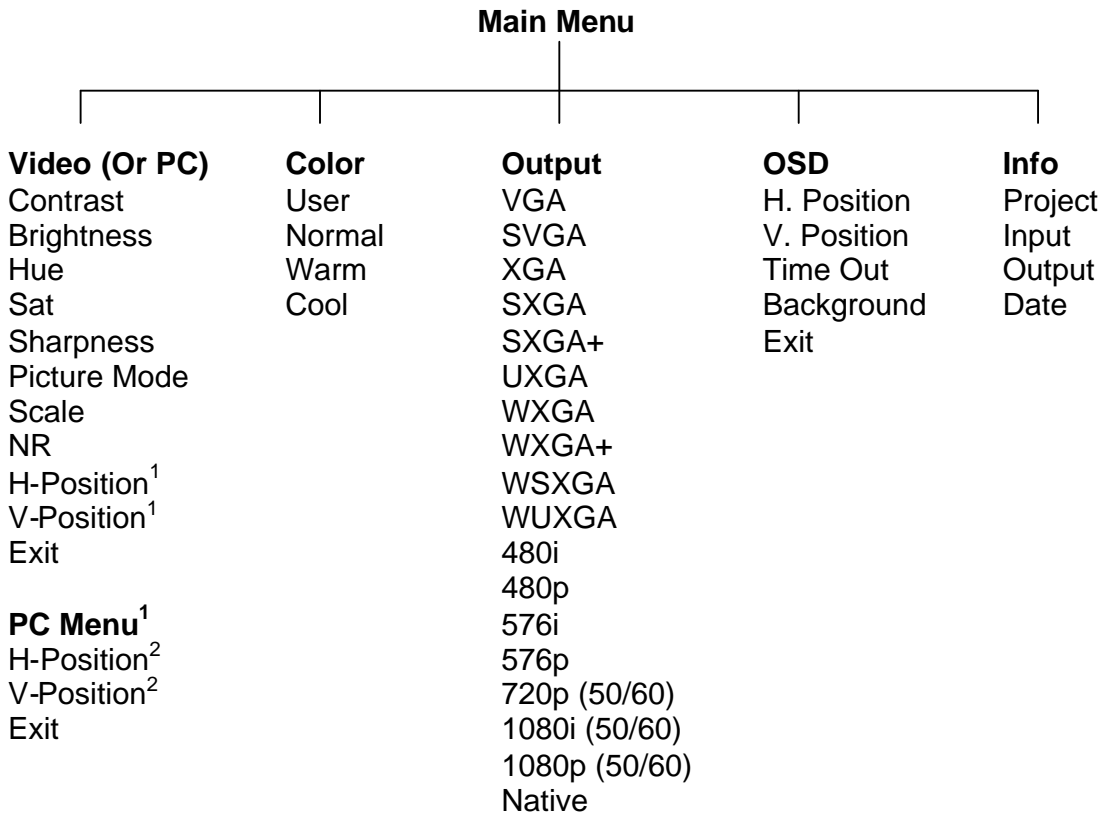 Main Menu
Video (Or PC)
Contrast
Brightness
Hue
Sat
Sharpness
Picture Mode
Scale
NR
H-Position¹
V-Position¹
Exit
PC Menu¹
H-Position²
V-Position²
Exit
Color
User
Normal
Warm
Cool
Output
VGA
SVGA
XGA
SXGA
SXGA+
UXGA
WXGA
WXGA+
WSXGA
WUXGA
480i
480p
576i
576p
720p (50/60)
1080i (50/60)
1080p (50/60)
Native
OSD
H. Position
V. Position
Time Out
Background
Exit
Info
Project
Input
Output
Date